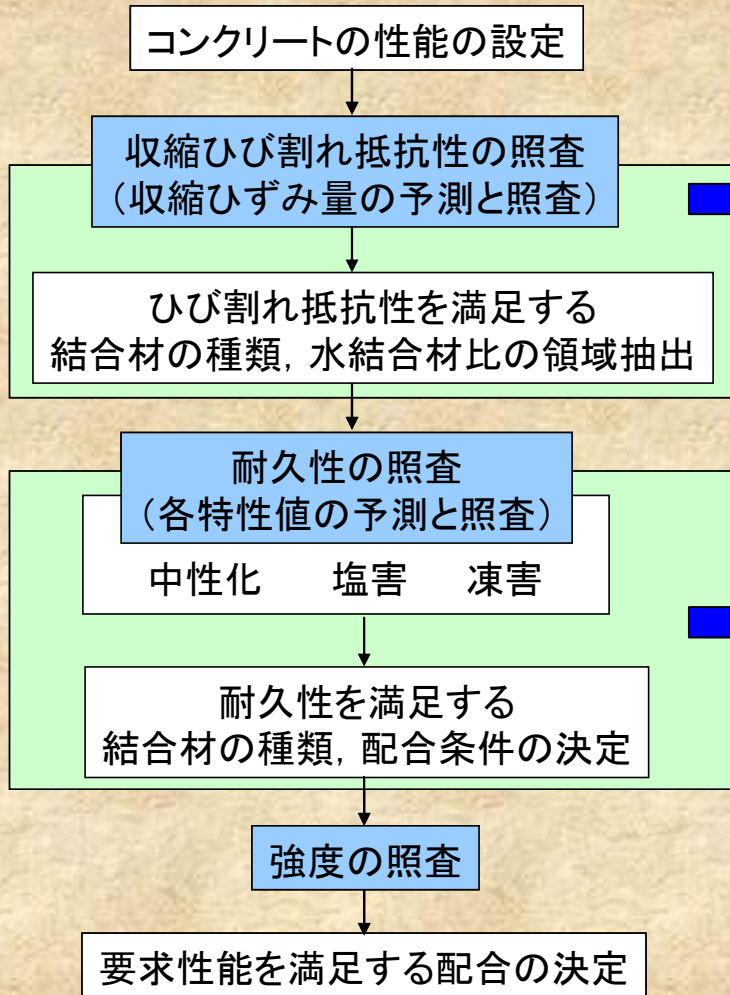 コンクリートの性能の設定
収縮ひび割れ抵抗性の照査
（収縮ひずみ量の予測と照査）
ひび割れ抵抗性を満足する
結合材の種類，水結合材比の領域抽出
耐久性の照査
（各特性値の予測と照査）
中性化　塩害　凍害
耐久性を満足する
結合材の種類，配合条件の決定
強度の照査
要求性能を満足する配合の決定